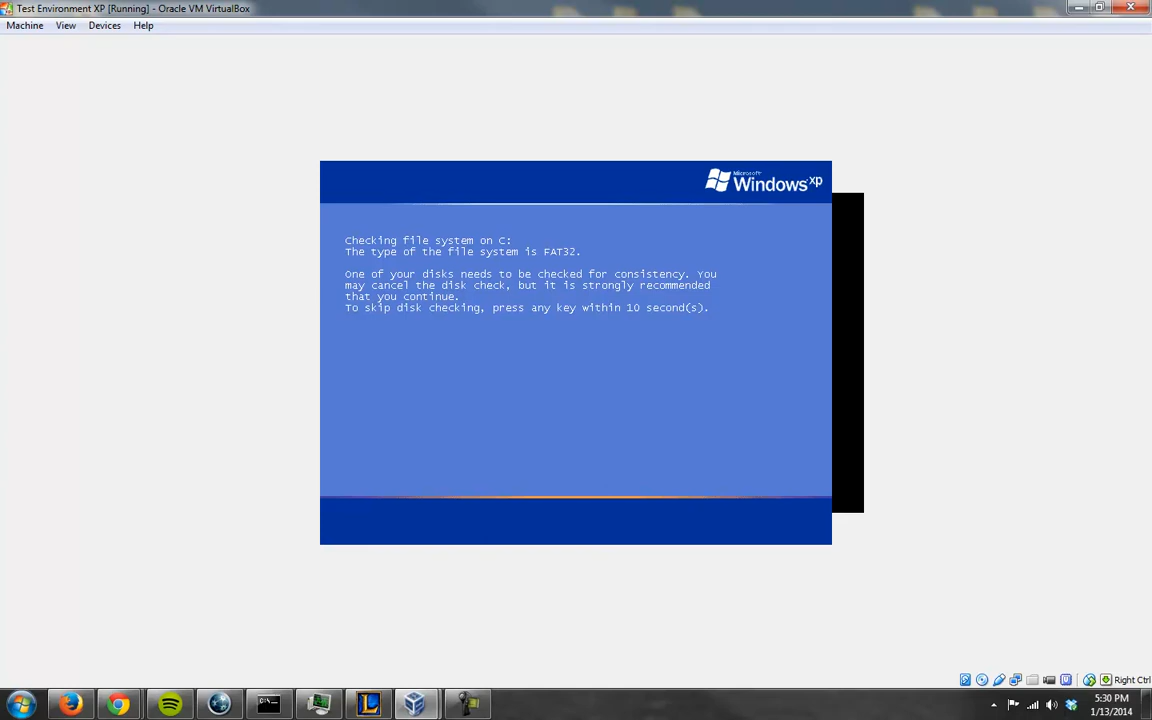 Test Environment XP [Running] - Oracle VM VirtualBox
Machine View Devices Help
Microsoft
Windows xp
Checking file system on C:
The type of the file system is FAT32.
One of your disks needs to be checked for consistency. You
may cancel the disk check, but it is strongly recommended
that you continue.
To skip disk checking, press any key within 10 second(s).
Right Ctrl
5:30 PM
1/13/2014